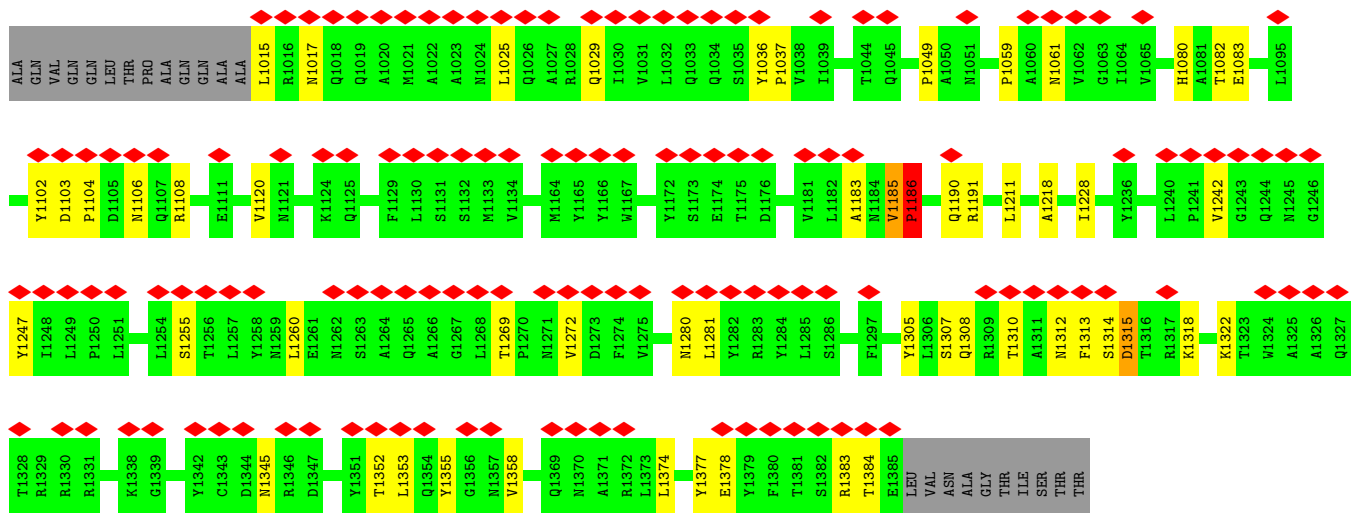 ALA GLN VAL GLN GLN LEU THR PRO ALA GLN GLN ALA ALA L1015 R1016 N1017 Q1018 Q1019 A1020 M1021 A1022 A1023 N1024 L1025 Q1026 A1027 R1028 Q1029 I1030 V1031 L1032 Q1033 Q1034 S1035 Y1036 P1037 V1038 I1039 T1044 Q1045 P1049 A1050 N1051 P1059 A1060 N1061 V1062 G1063 I1064 V1065 H1080 A1081 T1082 E1083 L1095
Y1102 D1103 P1104 D1105 N1106 Q1107 R1108 E1111 V1120 N1121 K1124 Q1125 F1129 L1130 S1131 S1132 M1133 V1134 M1164 Y1165 Y1166 W1167 Y1172 S1173 E1174 T1175 D1176 V1181 L1182 A1183 N1184 V1185 P1186 Q1190 R1191 L1211 A1218 I1228 Y1236 L1240 P1241 V1242 G1243 Q1244 N1245 G1246
Y1247 I1248 L1249 P1250 L1251 L1254 S1255 T1256 L1257 Y1258 N1259 L1260 E1261 N1262 S1263 A1264 Q1265 A1266 G1267 L1268 T1269 P1270 N1271 V1272 D1273 F1274 V1275 N1280 L1281 Y1282 R1283 Y1284 L1285 S1286 F1297 Y1305 L1306 S1307 Q1308 R1309 T1310 A1311 N1312 F1313 S1314 D1315 T1316 R1317 K1318 K1322 T1323 W1324 A1325 A1326 Q1327
T1328 R1329 R1330 R1331 K1338 G1339 Y1342 C1343 D1344 N1345 R1346 D1347 Y1351 T1352 L1353 Q1354 Y1355 G1356 N1357 V1358 Q1369 N1370 A1371 R1372 L1373 L1374 Y1377 E1378 Y1379 F1380 T1381 S1382 R1383 T1384 E1385 LEU VAL ASN ALA GLY THR ILE SER THR THR